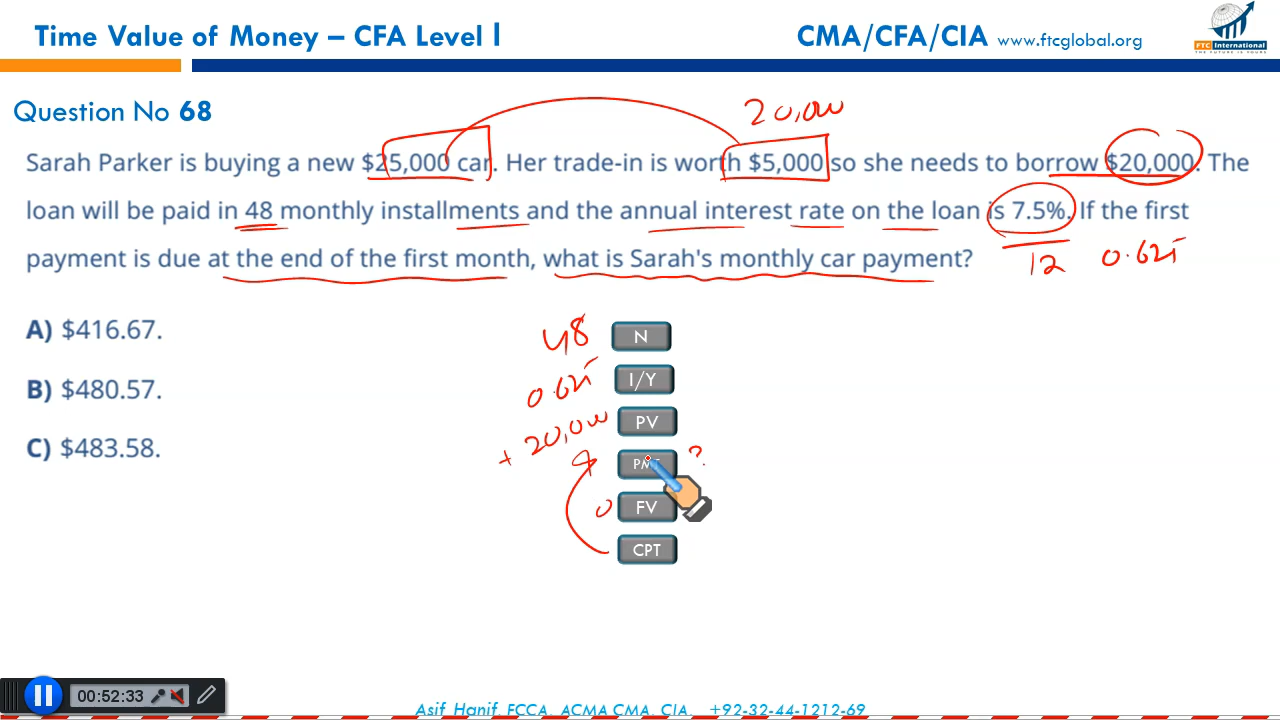 Time Value of Money – CFA Level I
CMA/CFA/CIA www.ftcglobal.org
FTC International
THE FUTURE IS YOURS
Question No 68
20,000
Sarah Parker is buying a new $25,000 car. Her trade-in is worth $5,000 so she needs to borrow $20,000. The
loan will be paid in 48 monthly installments and the annual interest rate on the loan is 7.5%. If the first
payment is due at the end of the first month, what is Sarah's monthly car payment?
12 0.625
A) $416.67.
B) $480.57.
C) $483.58.
48 N
0.625 I/Y
+20,000 PV
PMT ?
0 FV
CPT
00:52:33
Asif Hanif, FCCA, ACMA CMA, CIA, +92-32-44-1212-69